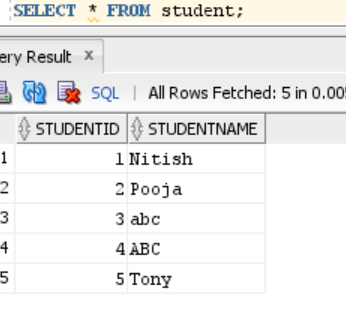 SELECT * FROM student;
ery Result x
SQL | All Rows Fetched: 5 in 0.005
STUDENTID STUDENTNAME
1 1 Nitish
2 2 Pooja
3 3 abc
4 4 ABC
5 5 Tony